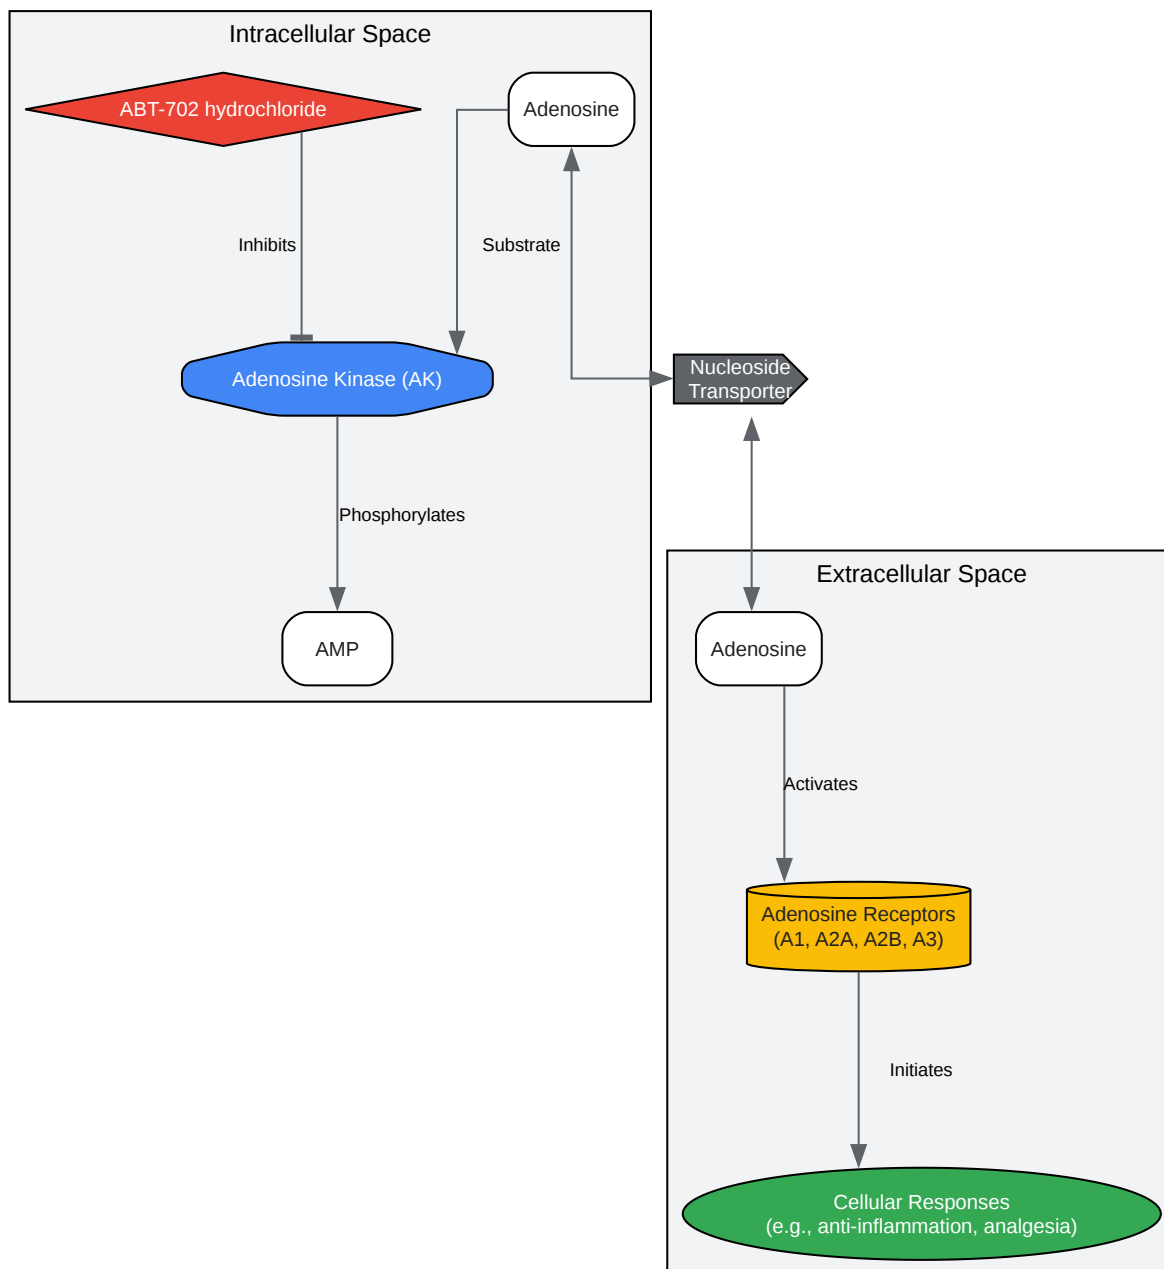 Intracellular Space
ABT-702 hydrochloride
Adenosine
Inhibits
Substrate
Adenosine Kinase (AK)
Nucleoside
Transporter
Phosphorylates
AMP
Extracellular Space
Adenosine
Activates
Adenosine Receptors
(A1, A2A, A2B, A3)
Initiates
Cellular Responses
(e.g., anti-inflammation, analgesia)